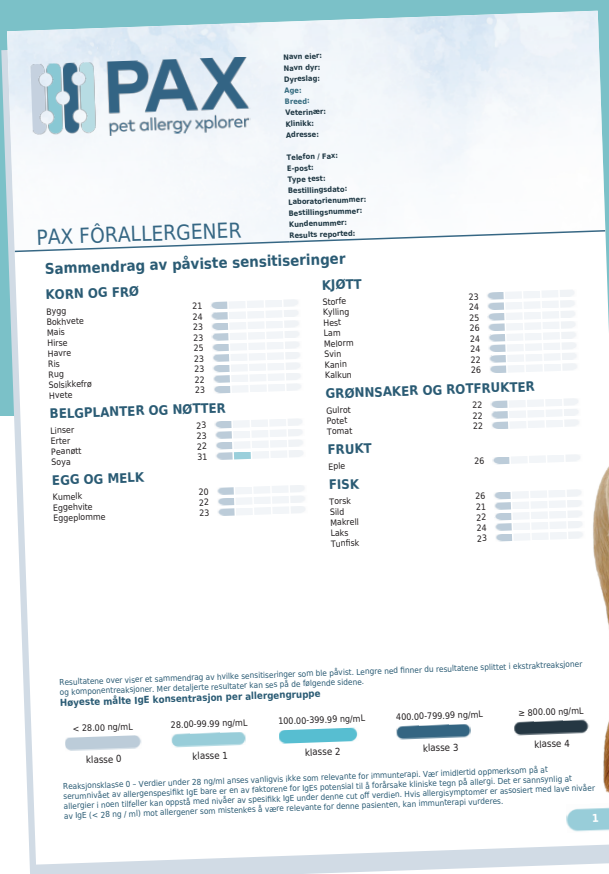 PAX
pet allergy xplorer
Navn eier:
Navn dyr:
Dyreslag:
Age:
Breed:
Veterinær:
Klinikk:
Adresse:
Telefon / Fax:
E-post:
Type test:
Bestillingsdato:
Laboratorienummer:
Bestillingsnummer:
Kundenummer:
Results reported:
PAX FÔRALLERGENER
Sammendrag av påviste sensitiseringer
KORN OG FRØ
Bygg 21
Bokhvete 24
Mais 23
Hirse 23
Havre 25
Ris 23
Rug 23
Solsikkefrø 22
Hvete 23
BELGPLANTER OG NØTTER
Linser 23
Erter 23
Peanøtt 22
Soya 31
EGG OG MELK
Kumelk 20
Eggehvite 22
Eggeplomme 23
KJØTT
Storfe 23
Kylling 24
Hest 25
Lam 26
Melorm 24
Svin 24
Kanin 22
Kalkun 26
GRØNNSAKER OG ROTFRUKTER
Gulrot 22
Potet 22
Tomat 22
FRUKT
Eple 26
FISK
Torsk 26
Sild 21
Makrell 22
Laks 24
Tunfisk 23
Resultatene over viser et sammendrag av hvilke sensitiseringer som ble påvist. Lengre ned finner du resultatene splittet i ekstraktreaksjoner
og komponentreaksjoner. Mer detaljerte resultater kan ses på de følgende sidene.
Høyeste målte IgE konsentrasjon per allergengruppe
< 28.00 ng/mL 28.00-99.99 ng/mL 100.00-399.99 ng/mL 400.00-799.99 ng/mL ≥ 800.00 ng/mL
klasse 0 klasse 1 klasse 2 klasse 3 klasse 4
Reaksjonsklasse 0 – Verdier under 28 ng/ml anses vanligvis ikke som relevante for immunterapi. Vær imidlertid oppmerksom på at
serumnivået av allergenspesifikt IgE bare er en av faktorene for IgEs potensial til å forårsake kliniske tegn på allergi. Det er sannsynlig at
allergier i noen tilfeller kan oppstå med nivåer av spesifikk IgE under denne cut off verdien. Hvis allergisymptomer er assosiert med lave nivåer
av IgE (< 28 ng / ml) mot allergener som mistenkes å være relevante for denne pasienten, kan immunterapi vurderes.
1